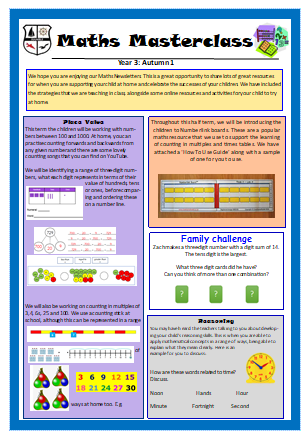 Maths Masterclass
Year 3: Autumn 1
We hope you are enjoying our Maths Newsletters. This is a great opportunity to share lots of great resources
for when you are supporting your child at home and celebrate the successes of your children. We have included
the strategies that we are teaching in class, alongside some online resources and activities for your child to try
at home.
Place Value
This term the children will be working with num-
bers between 100 and 1000. At home, you can
practise counting forwards and backwards from
any given number and there are some lovely
counting songs that you can find on YouTube.
We will be identifying a range of three digit num-
bers, what each digit represents in terms of their
value of hundreds, tens
or ones, before compar-
ing and ordering these
on a number line.
We will also be working on counting in multiples of
3, 4, 6s, 25 and 100. We use a counting stick at
school, although this can be represented in a range
3 6 9 12 15
18 21 24 27 30
ways at home too. E.g
Throughout this half term, we will be introducing the
children to Number link boards. These are a popular
maths resource that we use to support the learning
of counting in multiples and times tables. We have
attached a 'How To Use Guide' along with a sample
of one for you to use.
Family challenge
Zach makes a three digit number with a digit sum of 14.
The tens digit is the largest.
What three digit cards did he have?
Can you think of more than one combination?
? ? ?
Reasoning
You may have heard the teachers talking to you about develop-
ing your child's reasoning skills. This is when you are able to
apply mathematical concepts in a range of ways, being able to
explain what they mean clearly. Here is an
example for you to discuss.
How are these words related to time?
Discuss.
Noon Hands Hour
Minute Fortnight Second